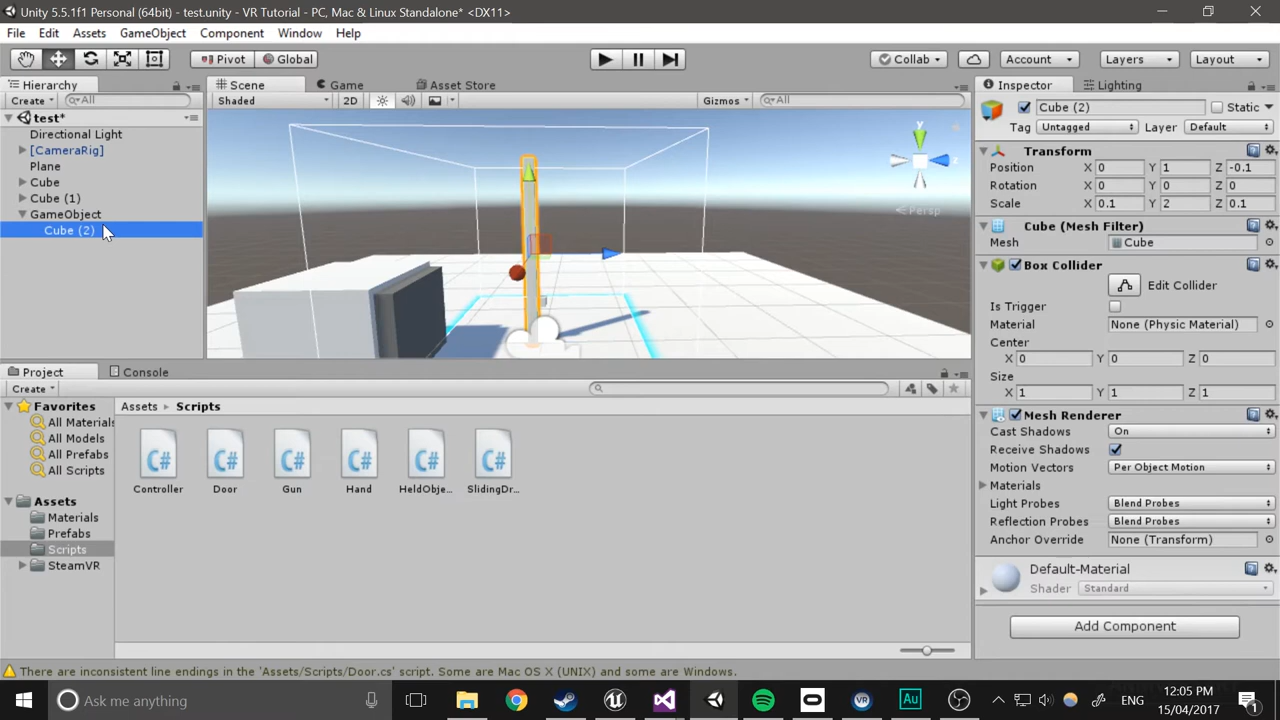 Unity 5.5.1f1 Personal (64bit) - test.unity - VR Tutorial - PC, Mac & Linux Standalone* <DX11>
File Edit Assets GameObject Component Window Help
Pivot Global Collab Account Layers Layout
Hierarchy Scene Game Asset Store Inspector Lighting
Create All Shaded 2D Gizmos All
test*
Directional Light
[CameraRig]
Plane
Cube
Cube (1)
GameObject
Cube (2)
y
z
Persp
Cube (2) Static
Tag Untagged Layer Default
Transform
Position X 0 Y 1 Z -0.1
Rotation X 0 Y 0 Z 0
Scale X 0.1 Y 2 Z 0.1
Cube (Mesh Filter)
Mesh Cube
Box Collider
Edit Collider
Is Trigger
Material None (Physic Material)
Center
X 0 Y 0 Z 0
Size
X 1 Y 1 Z 1
Mesh Renderer
Cast Shadows On
Receive Shadows
Motion Vectors Per Object Motion
Materials
Light Probes Blend Probes
Reflection Probes Blend Probes
Anchor Override None (Transform)
Default-Material
Shader Standard
Add Component
Project Console
Create
Favorites
All Materials
All Models
All Prefabs
All Scripts
Assets
Materials
Prefabs
Scripts
SteamVR
Assets Scripts
C# C# C# C# C# C#
Controller Door Gun Hand HeldObje... SlidingDr...
There are inconsistent line endings in the 'Assets/Scripts/Door.cs' script. Some are Mac OS X (UNIX) and some are Windows.
Ask me anything
VR
Au
ENG
12:05 PM
15/04/2017
1